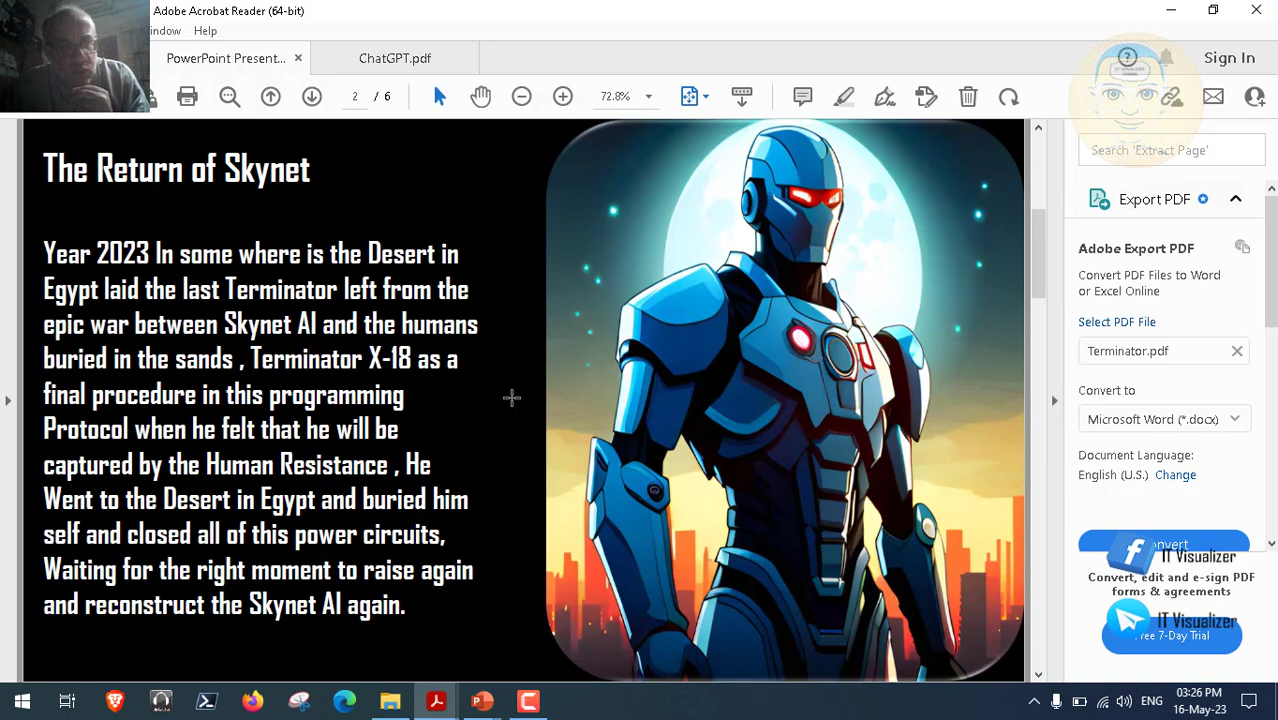 Adobe Acrobat Reader (64-bit)
indow Help
PowerPoint Present... ChatGPT.pdf
Sign In
2 / 6 72.8%
IT VISUALIZER
CHANNEL
Search 'Extract Page'
The Return of Skynet
Year 2023 In some where is the Desert in
Egypt laid the last Terminator left from the
epic war between Skynet AI and the humans
buried in the sands , Terminator X-18 as a
final procedure in this programming
Protocol when he felt that he will be
captured by the Human Resistance , He
Went to the Desert in Egypt and buried him
self and closed all of this power circuits,
Waiting for the right moment to raise again
and reconstruct the Skynet AI again.
Export PDF
Adobe Export PDF
Convert PDF Files to Word
or Excel Online
Select PDF File
Terminator.pdf
Convert to
Microsoft Word (*.docx)
Document Language:
English (U.S.) Change
Convert
IT Visualizer
Convert, edit and e-sign PDF
forms & agreements
IT Visualizer
Free 7-Day Trial
ENG
03:26 PM
16-May-23